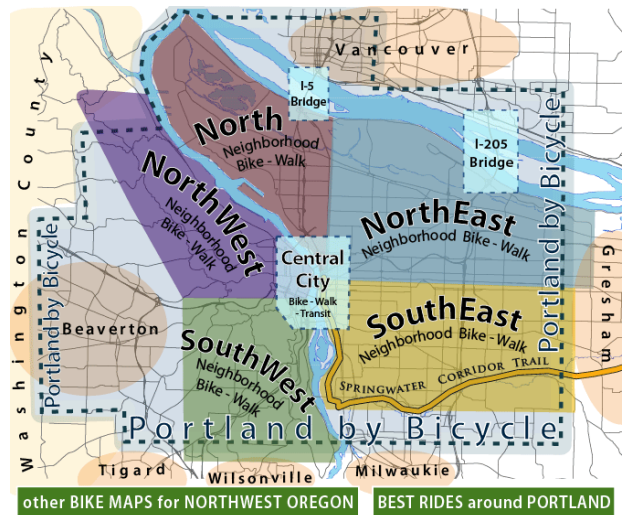 Vancouver
I-5
Bridge
North
Neighborhood
Bike - Walk
I-205
Bridge
Washington County
NorthWest
Neighborhood
Bike - Walk
NorthEast
Neighborhood Bike - Walk
Portland by Bicycle
Central
City
Bike - Walk
- Transit
Portland by Bicycle
Beaverton
SouthEast
Neighborhood Bike - Walk
Gresham
SouthWest
Neighborhood
Bike - Walk
Springwater Corridor Trail
Portland by Bicycle
Tigard
Wilsonville
Milwaukie
other BIKE MAPS for NORTHWEST OREGON
BEST RIDES around PORTLAND